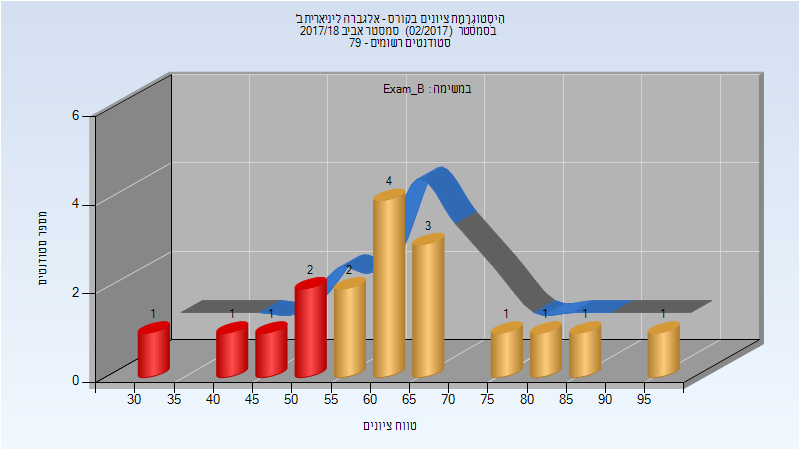 היסטוגרמת ציונים בקורס - אלגברה ליניארית ב'
בסמסטר (02/2017) סמסטר אביב 2017/18
סטודנטים רשומים - 79
במשימה : Exam_B
מספר סטודנטים
6
4
2
0
1
1
1
2
2
4
3
1
1
1
1
30 35 40 45 50 55 60 65 70 75 80 85 90 95
טווח ציונים